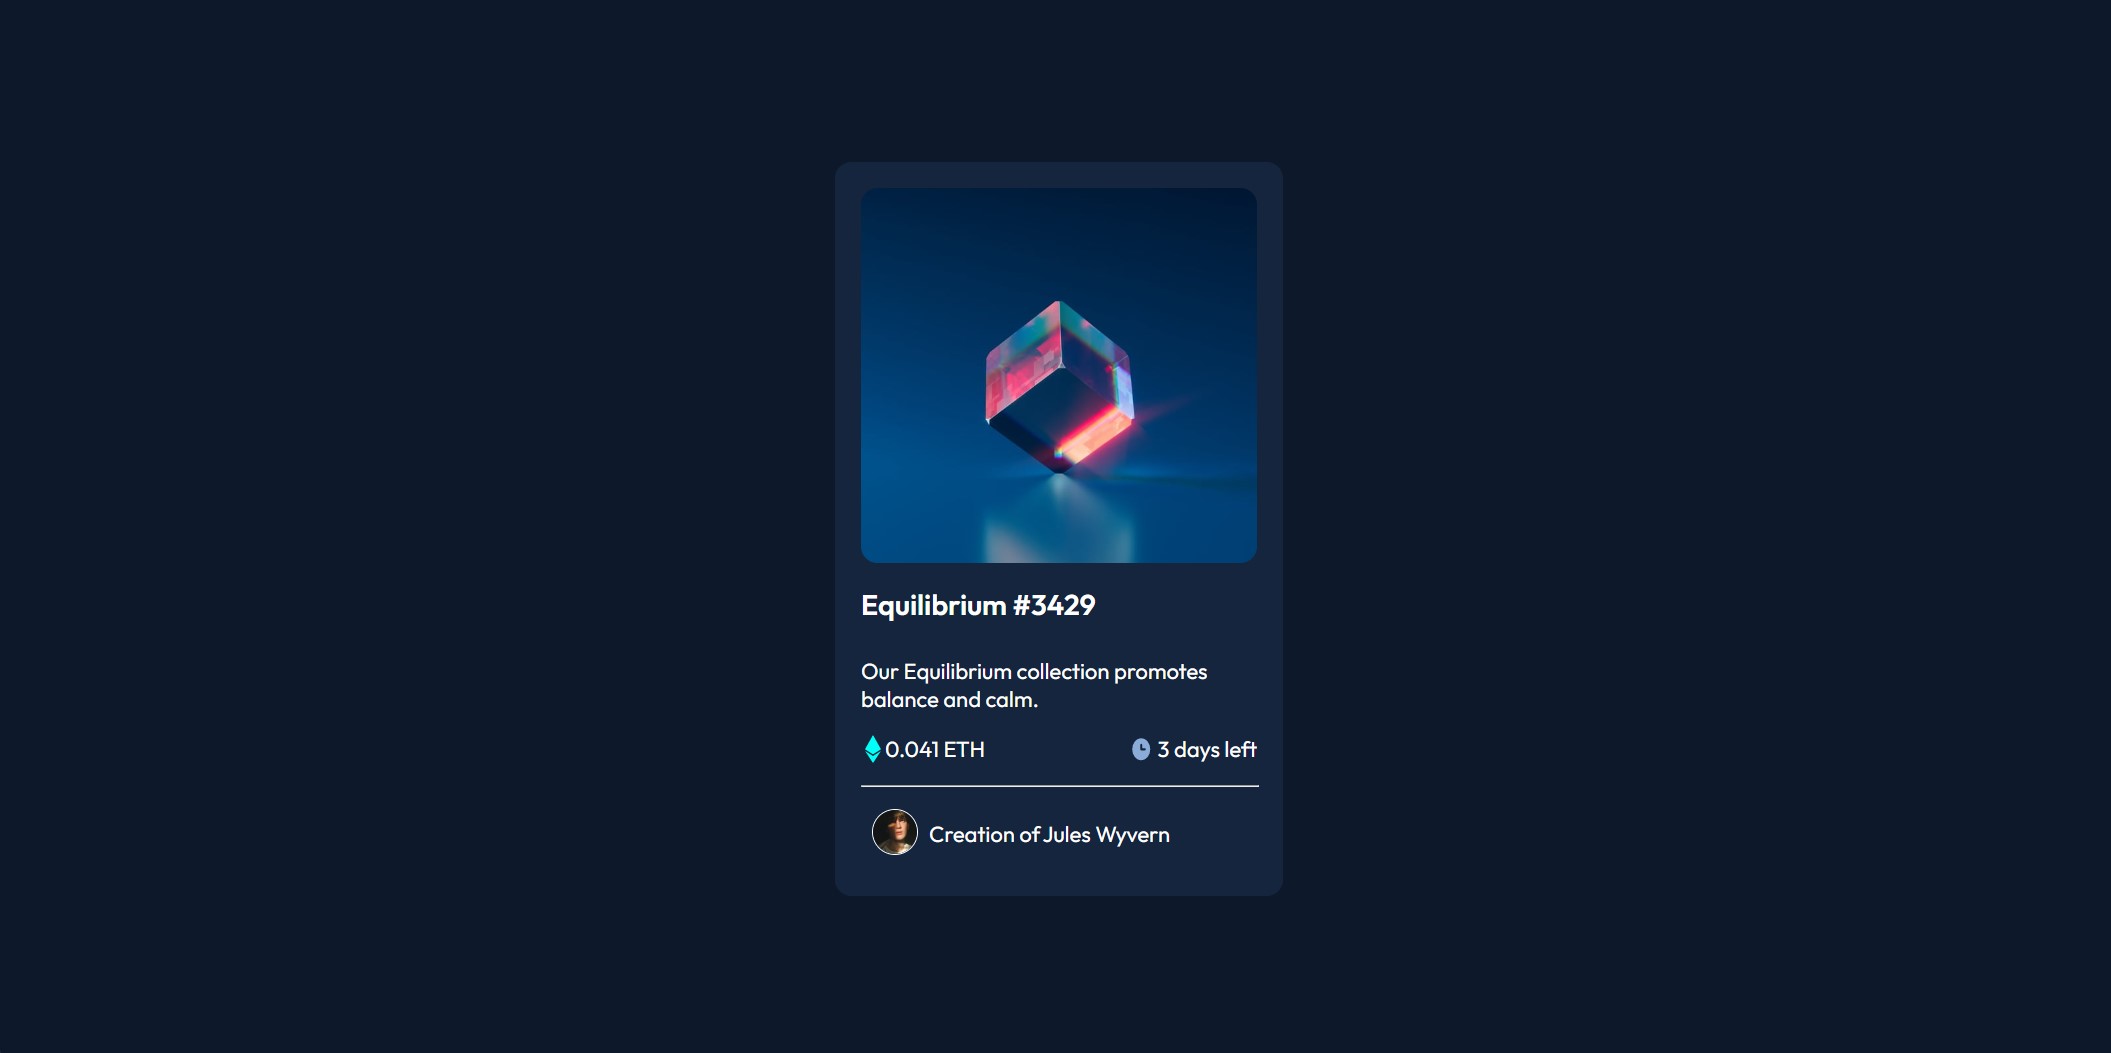 Equilibrium #3429
Our Equilibrium collection promotes
balance and calm.
0.041 ETH
3 days left
Creation of Jules Wyvern